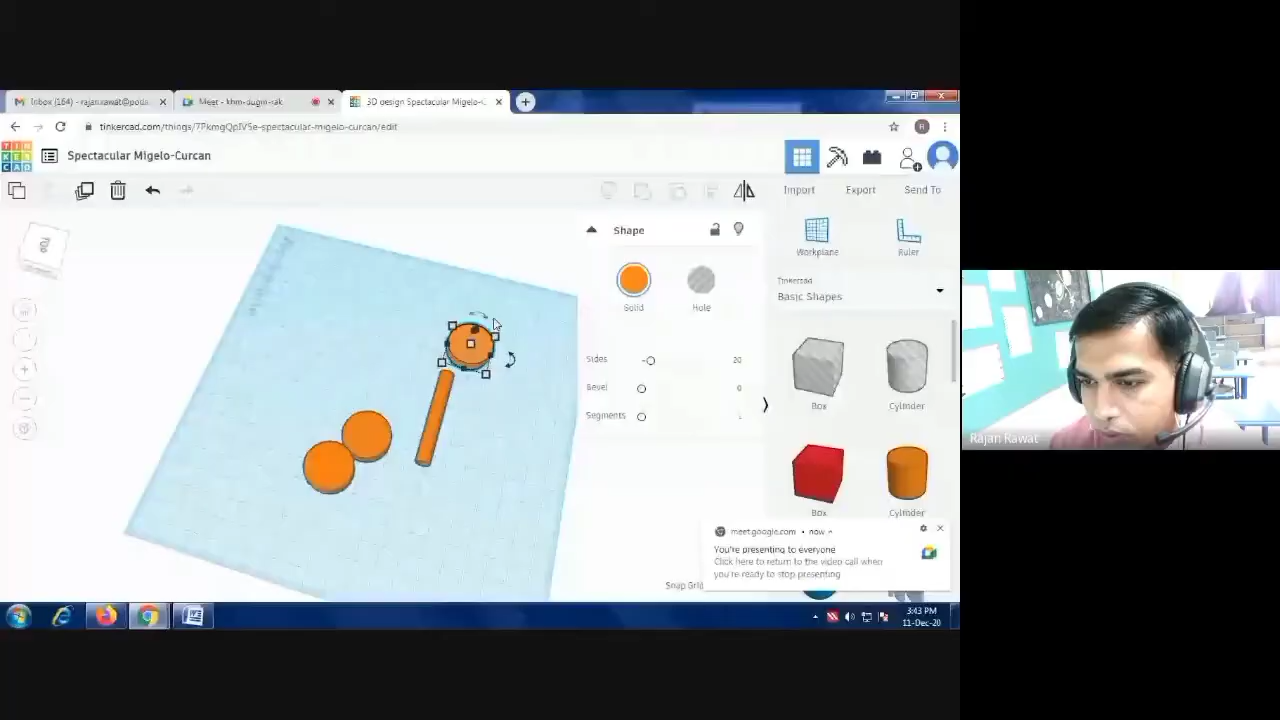 Inbox (164) - rajan.rawat@poda
Meet - khm-dugm-rak
3D design Spectacular Migelo-C
tinkercad.com/things/7PkmgQpIV5e-spectacular-migelo-curcan/edit
R
TIN
KER
CAD
Spectacular Migelo-Curcan
Import
Export
Send To
TOP
Shape
Solid
Hole
Sides
20
Bevel
0
Segments
Workplane
Ruler
Tinkercad
Basic Shapes
Box
Cylinder
Box
Cylinder
meet.google.com • now
You're presenting to everyone
Click here to return to the video call when
you're ready to stop presenting
Snap Grid
3:43 PM
11-Dec-20
Rajan Rawat